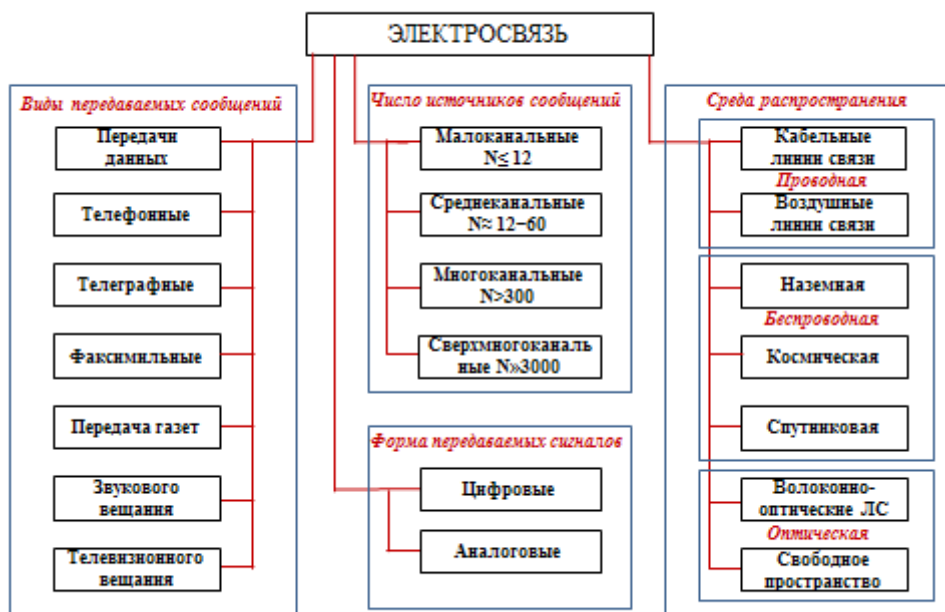 ЭЛЕКТРОСВЯЗЬ
Виды передаваемых сообщений
Передачи
данных
Телефонные
Телеграфные
Факсимильные
Передача газет
Звукового
вещания
Телевизионного
вещания
Число источников сообщений
Малоканальные
N≤ 12
Среднеканальные
N≈ 12−60
Многоканальные
N>300
Сверхмногоканаль
ные N»3000
Форма передаваемых сигналов
Цифровые
Аналоговые
Среда распространения
Кабельные
линии связи
Проводная
Воздушные
линии связи
Наземная
Беспроводная
Космическая
Спутниковая
Волоконно-
оптические ЛС
Оптическая
Свободное
пространство